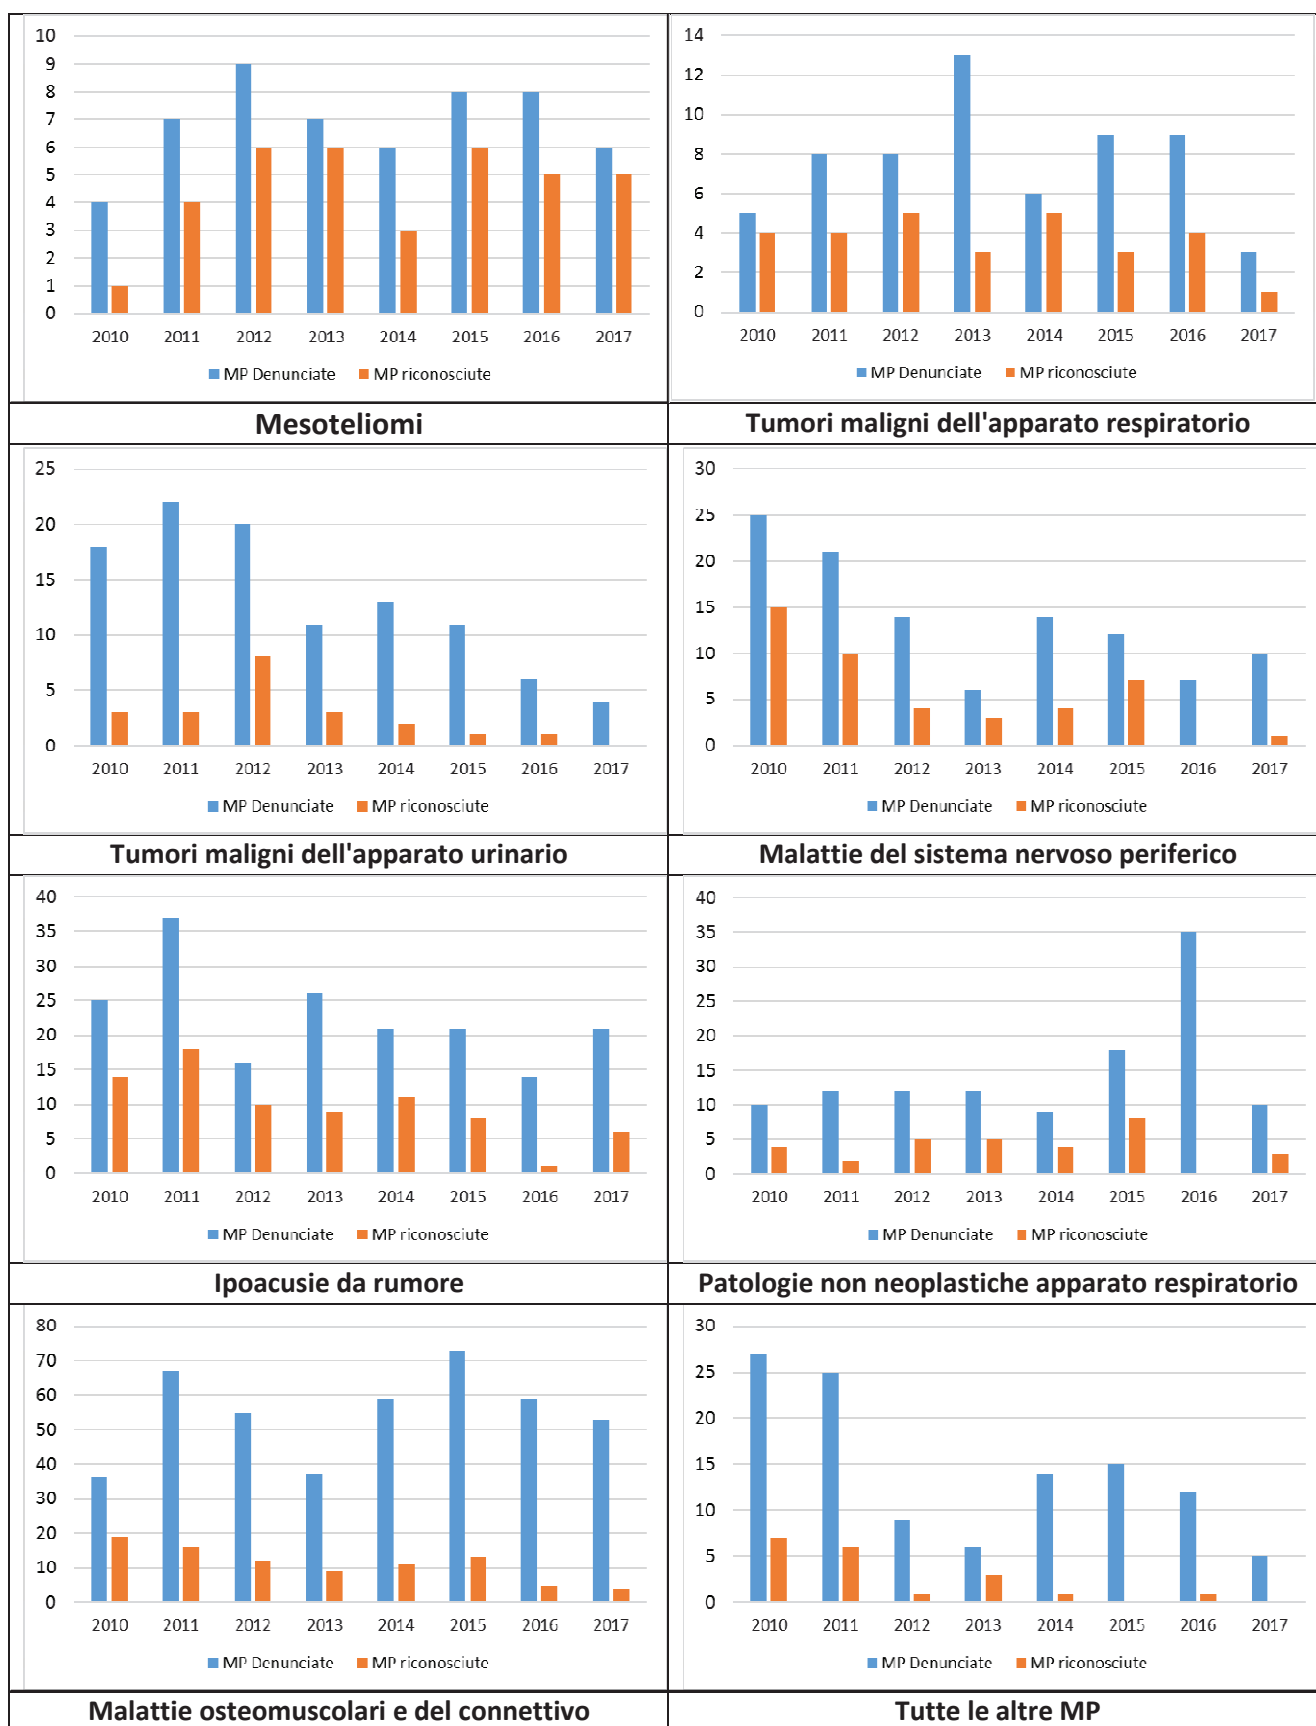 10
9
8
7
6
5
4
3
2
1
0
2010 2011 2012 2013 2014 2015 2016 2017
MP Denunciate MP riconosciute
Mesoteliomi
14
12
10
8
6
4
2
0
2010 2011 2012 2013 2014 2015 2016 2017
MP Denunciate MP riconosciute
Tumori maligni dell'apparato respiratorio
25
20
15
10
5
0
2010 2011 2012 2013 2014 2015 2016 2017
MP Denunciate MP riconosciute
Tumori maligni dell'apparato urinario
30
25
20
15
10
5
0
2010 2011 2012 2013 2014 2015 2016 2017
MP Denunciate MP riconosciute
Malattie del sistema nervoso periferico
40
35
30
25
20
15
10
5
0
2010 2011 2012 2013 2014 2015 2016 2017
MP Denunciate MP riconosciute
Ipoacusie da rumore
40
35
30
25
20
15
10
5
0
2010 2011 2012 2013 2014 2015 2016 2017
MP Denunciate MP riconosciute
Patologie non neoplastiche apparato respiratorio
80
70
60
50
40
30
20
10
0
2010 2011 2012 2013 2014 2015 2016 2017
MP Denunciate MP riconosciute
Malattie osteomuscolari e del connettivo
30
25
20
15
10
5
0
2010 2011 2012 2013 2014 2015 2016 2017
MP Denunciate MP riconosciute
Tutte le altre MP